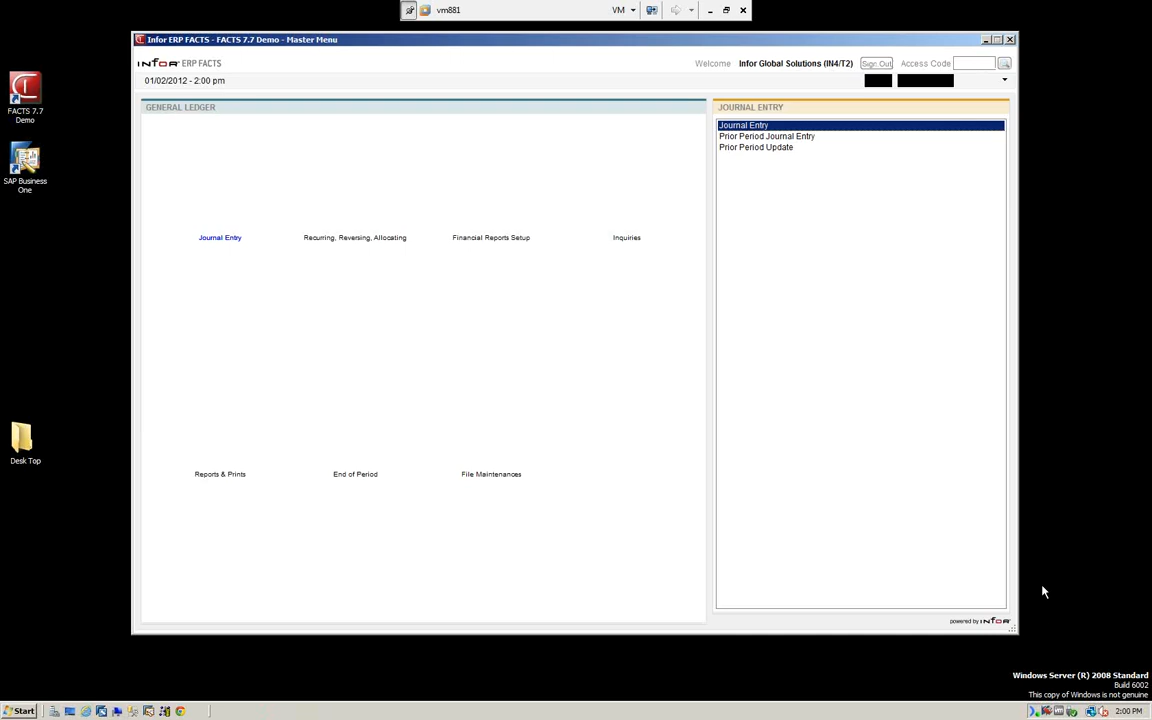 vm881
VM
Infor ERP FACTS - FACTS 7.7 Demo - Master Menu
infor ERP FACTS
Welcome Infor Global Solutions (IN4/T2) Sign Out Access Code
01/02/2012 - 2:00 pm
GENERAL LEDGER
Journal Entry
Recurring, Reversing, Allocating
Financial Reports Setup
Inquiries
Reports & Prints
End of Period
File Maintenances
JOURNAL ENTRY
Journal Entry
Prior Period Journal Entry
Prior Period Update
powered by infor
FACTS 7.7
Demo
SAP Business
One
Desk Top
Windows Server (R) 2008 Standard
Build 6002
This copy of Windows is not genuine
Start
2:00 PM